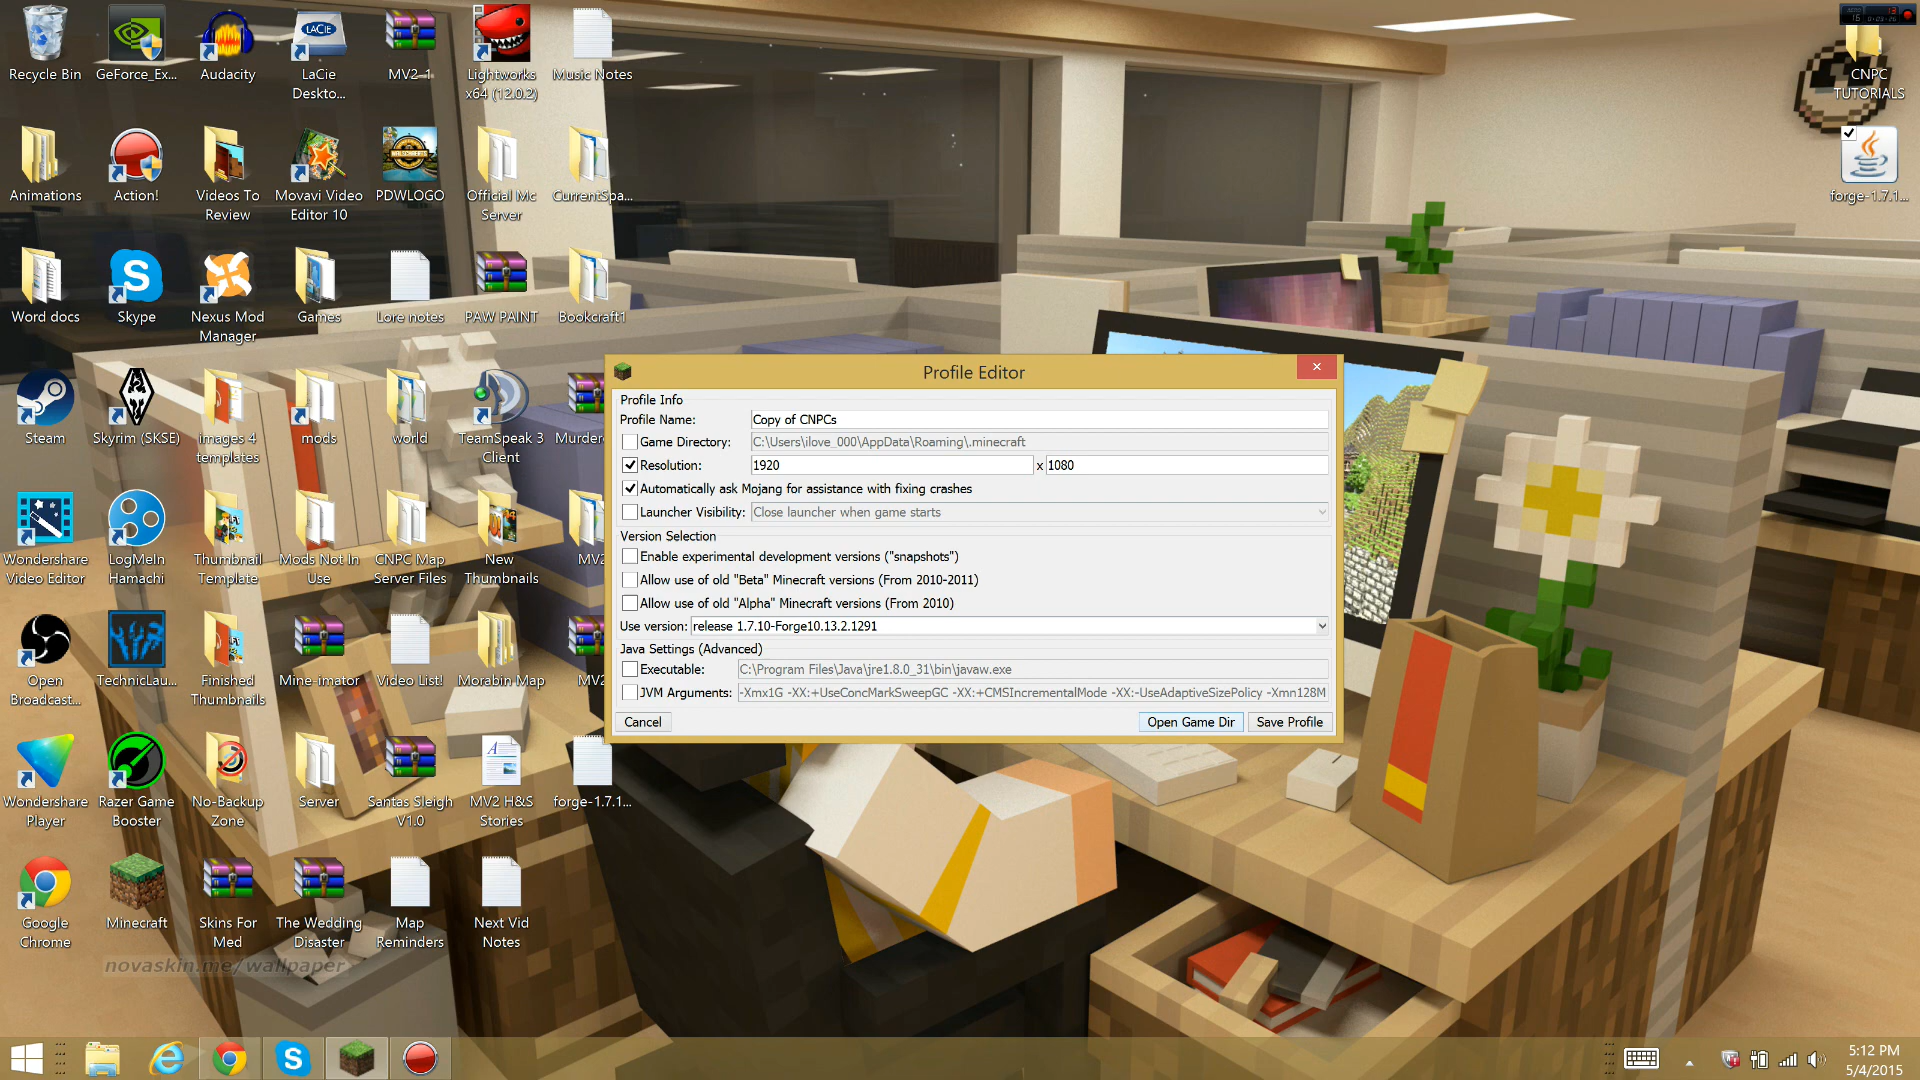 Recycle Bin
GeForce_Ex...
Audacity
LaCie
Deskto...
MV2-1
Lightworks
x64 (12.0.2)
Music Notes
CNPC
TUTORIALS
Animations
Action!
Videos To
Review
Movavi Video
Editor 10
PDWLOGO
Official Mc
Server
CurrentSpa...
forge-1.7.1...
Word docs
Skype
Nexus Mod
Manager
Games
Lore notes
PAW PAINT
Bookcraft1
Steam
Skyrim (SKSE)
images 4
templates
mods
world
TeamSpeak 3
Client
Murder
Wondershare
Video Editor
LogMeIn
Hamachi
Thumbnail
Template
Mods Not In
Use
CNPC Map
Server Files
New
Thumbnails
MV2
Open
Broadcast...
TechnicLau...
Finished
Thumbnails
Mine-imator
Video List!
Morabin Map
MV2
Wondershare
Player
Razer Game
Booster
No-Backup
Zone
Server
Santas Sleigh
V1.0
MV2 H&S
Stories
forge-1.7.1...
Google
Chrome
Minecraft
Skins For
Med
The Wedding
Disaster
Map
Reminders
Next Vid
Notes
novaskin.me/wallpaper
Profile Editor
Profile Info
Profile Name: Copy of CNPCs
Game Directory: C:\Users\ilove_000\AppData\Roaming\.minecraft
Resolution: 1920 x 1080
Automatically ask Mojang for assistance with fixing crashes
Launcher Visibility: Close launcher when game starts
Version Selection
Enable experimental development versions ("snapshots")
Allow use of old "Beta" Minecraft versions (From 2010-2011)
Allow use of old "Alpha" Minecraft versions (From 2010)
Use version: release 1.7.10-Forge10.13.2.1291
Java Settings (Advanced)
Executable: C:\Program Files\Java\jre1.8.0_31\bin\javaw.exe
JVM Arguments: -Xmx1G -XX:+UseConcMarkSweepGC -XX:+CMSIncrementalMode -XX:-UseAdaptiveSizePolicy -Xmn128M
Cancel
Open Game Dir
Save Profile
5:12 PM
5/4/2015